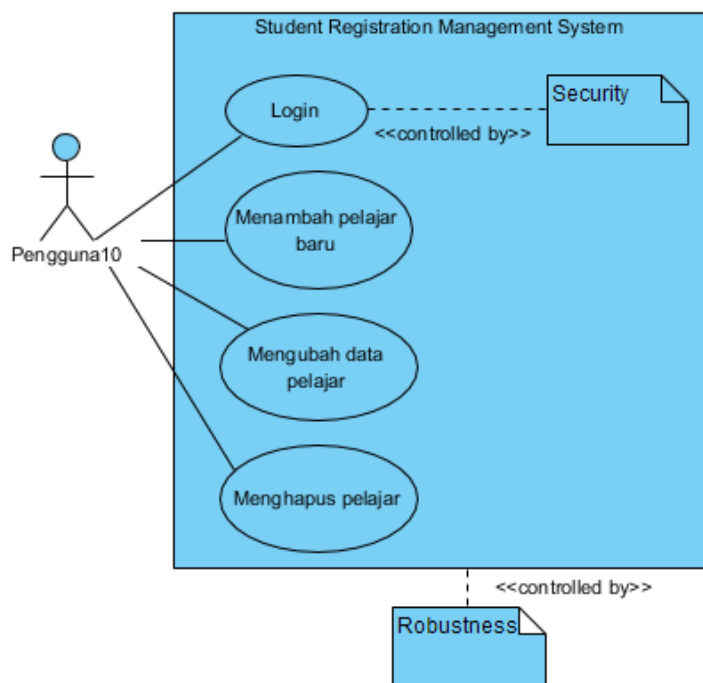 Student Registration Management System
Login
Security
<<controlled by>>
Menambah pelajar
baru
Pengguna10
Mengubah data
pelajar
Menghapus pelajar
<<controlled by>>
Robustness